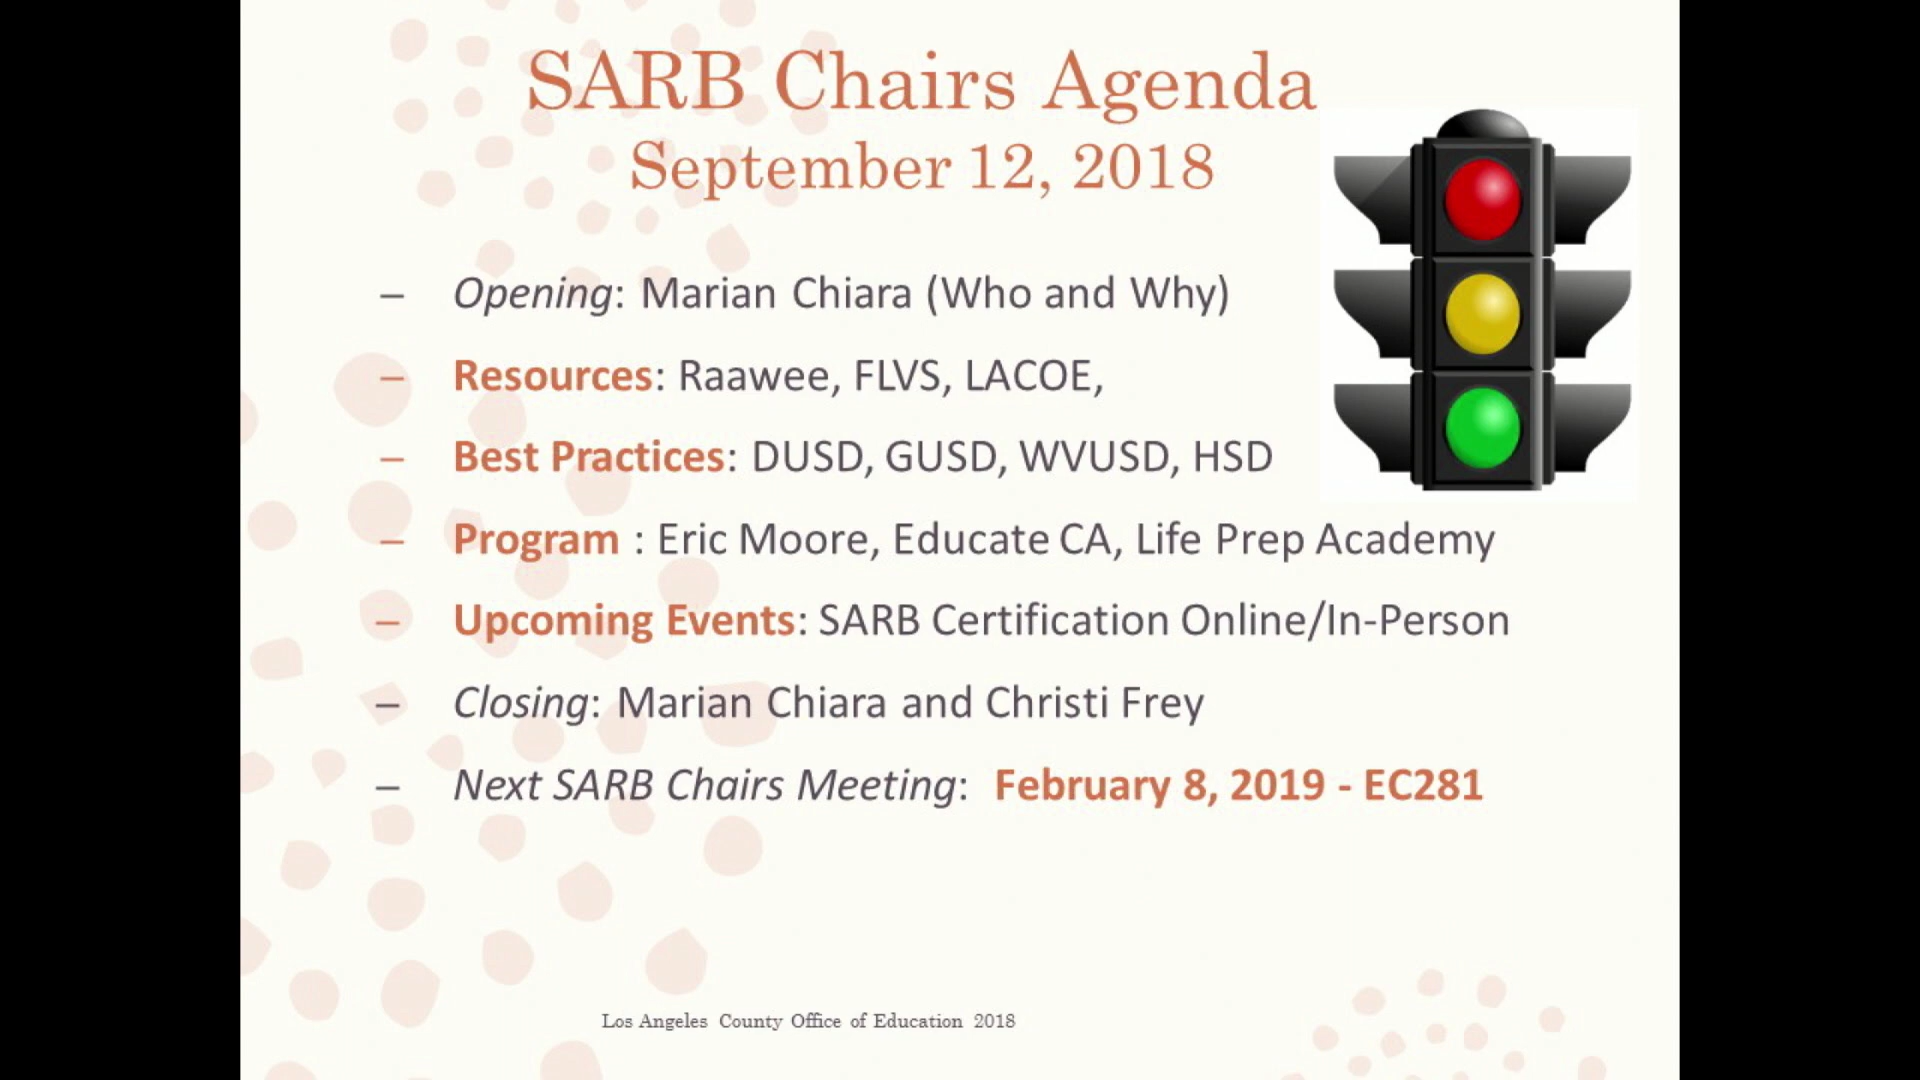 SARB Chairs Agenda
September 12, 2018
– Opening: Marian Chiara (Who and Why)
– Resources: Raawee, FLVS, LACOE,
– Best Practices: DUSD, GUSD, WVUSD, HSD
– Program : Eric Moore, Educate CA, Life Prep Academy
– Upcoming Events: SARB Certification Online/In-Person
– Closing: Marian Chiara and Christi Frey
– Next SARB Chairs Meeting: February 8, 2019 - EC281
Los Angeles County Office of Education 2018